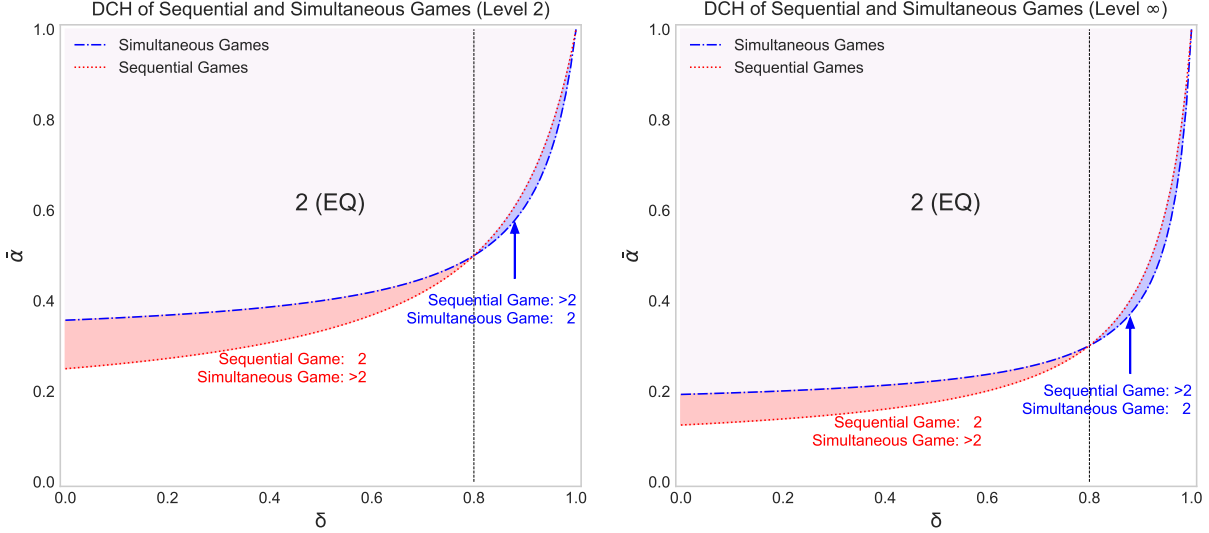 DCH of Sequential and Simultaneous Games (Level 2)
1.0
0.8
0.6
0.4
0.2
0.0
ᾱ
Simultaneous Games
Sequential Games
2 (EQ)
Sequential Game: >2
Simultaneous Game: 2
Sequential Game: 2
Simultaneous Game: >2
0.0 0.2 0.4 0.6 0.8 1.0
δ
DCH of Sequential and Simultaneous Games (Level ∞)
1.0
0.8
0.6
0.4
0.2
0.0
ᾱ
Simultaneous Games
Sequential Games
2 (EQ)
Sequential Game: >2
Simultaneous Game: 2
Sequential Game: 2
Simultaneous Game: >2
0.0 0.2 0.4 0.6 0.8 1.0
δ